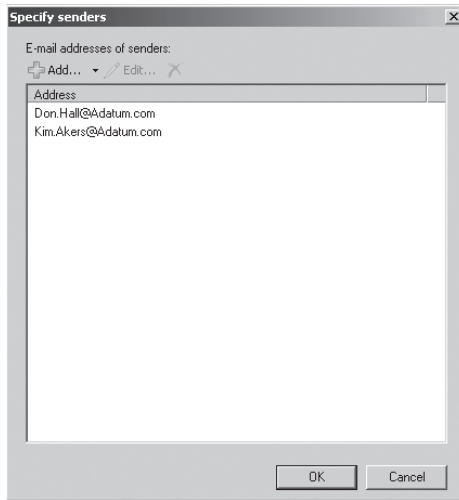 Specify senders
E-mail addresses of senders:
Add... Edit...
Address
Don.Hall@Adatum.com
Kim.Akers@Adatum.com
OK Cancel